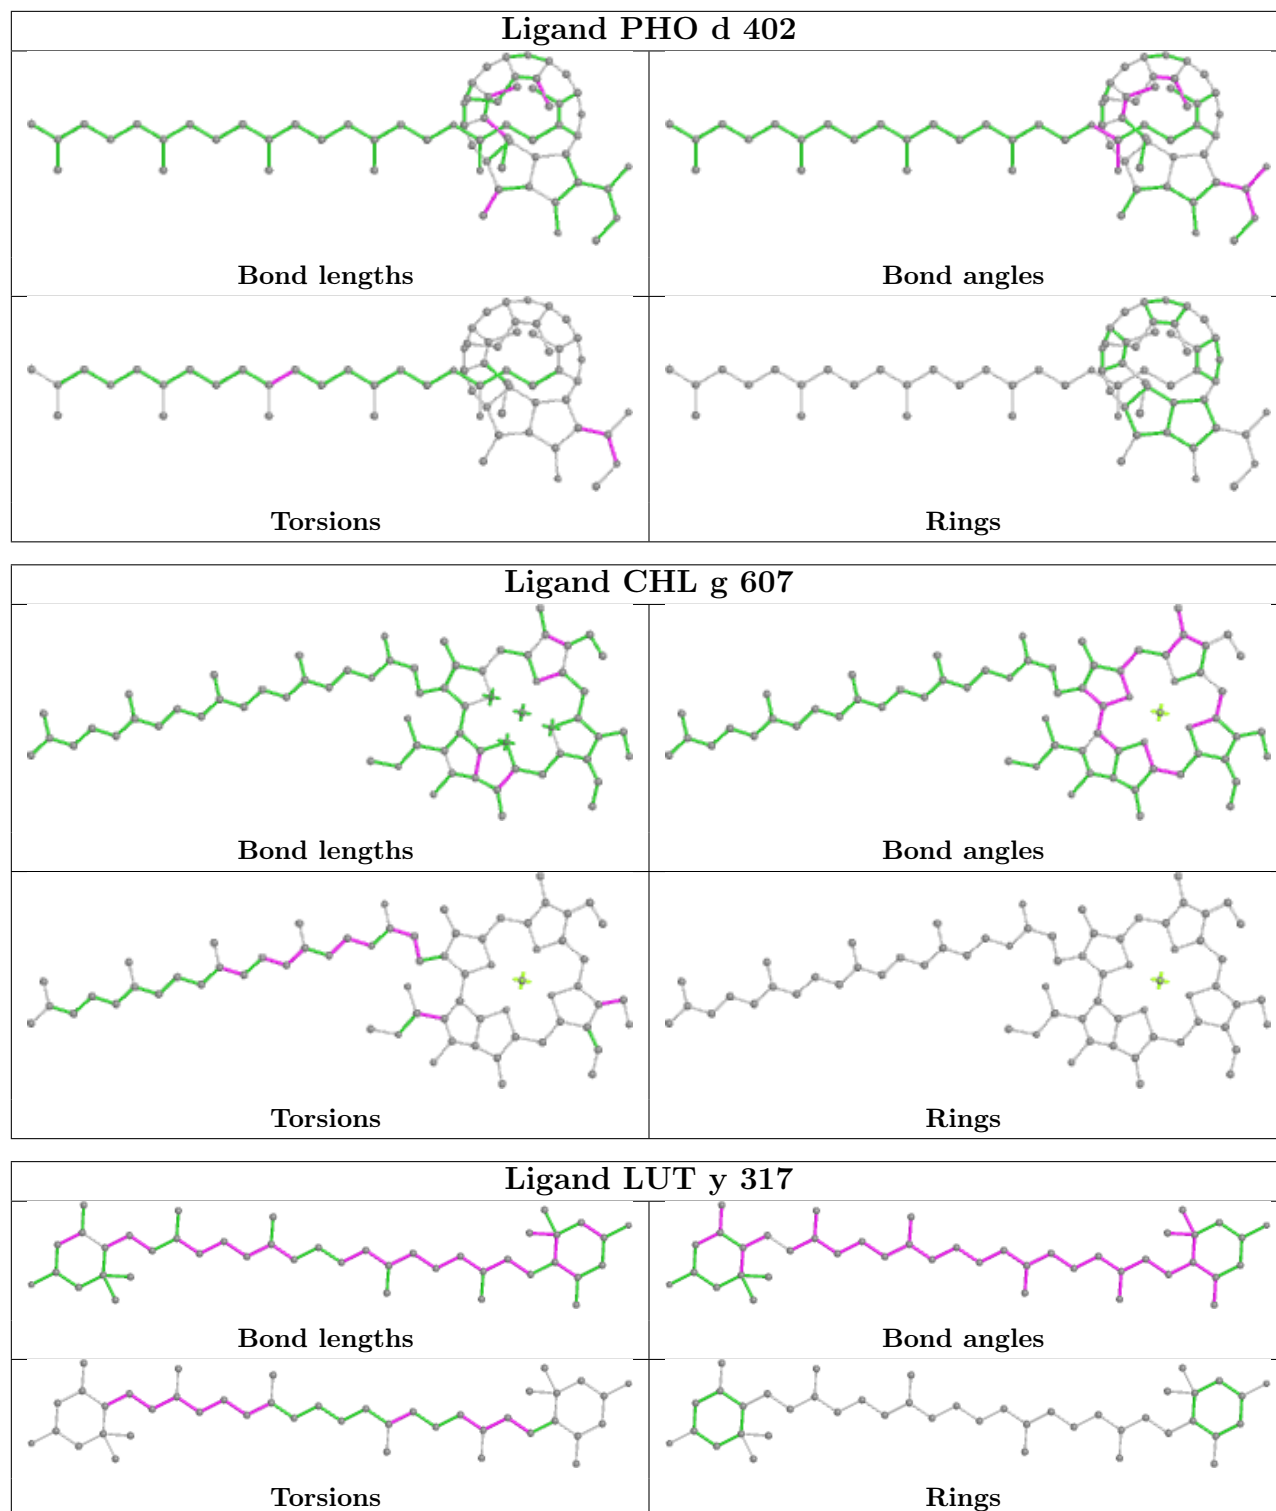 Ligand PHO d 402
Bond lengths
Bond angles
Torsions
Rings
Ligand CHL g 607
Bond lengths
Bond angles
Torsions
Rings
Ligand LUT y 317
Bond lengths
Bond angles
Torsions
Rings